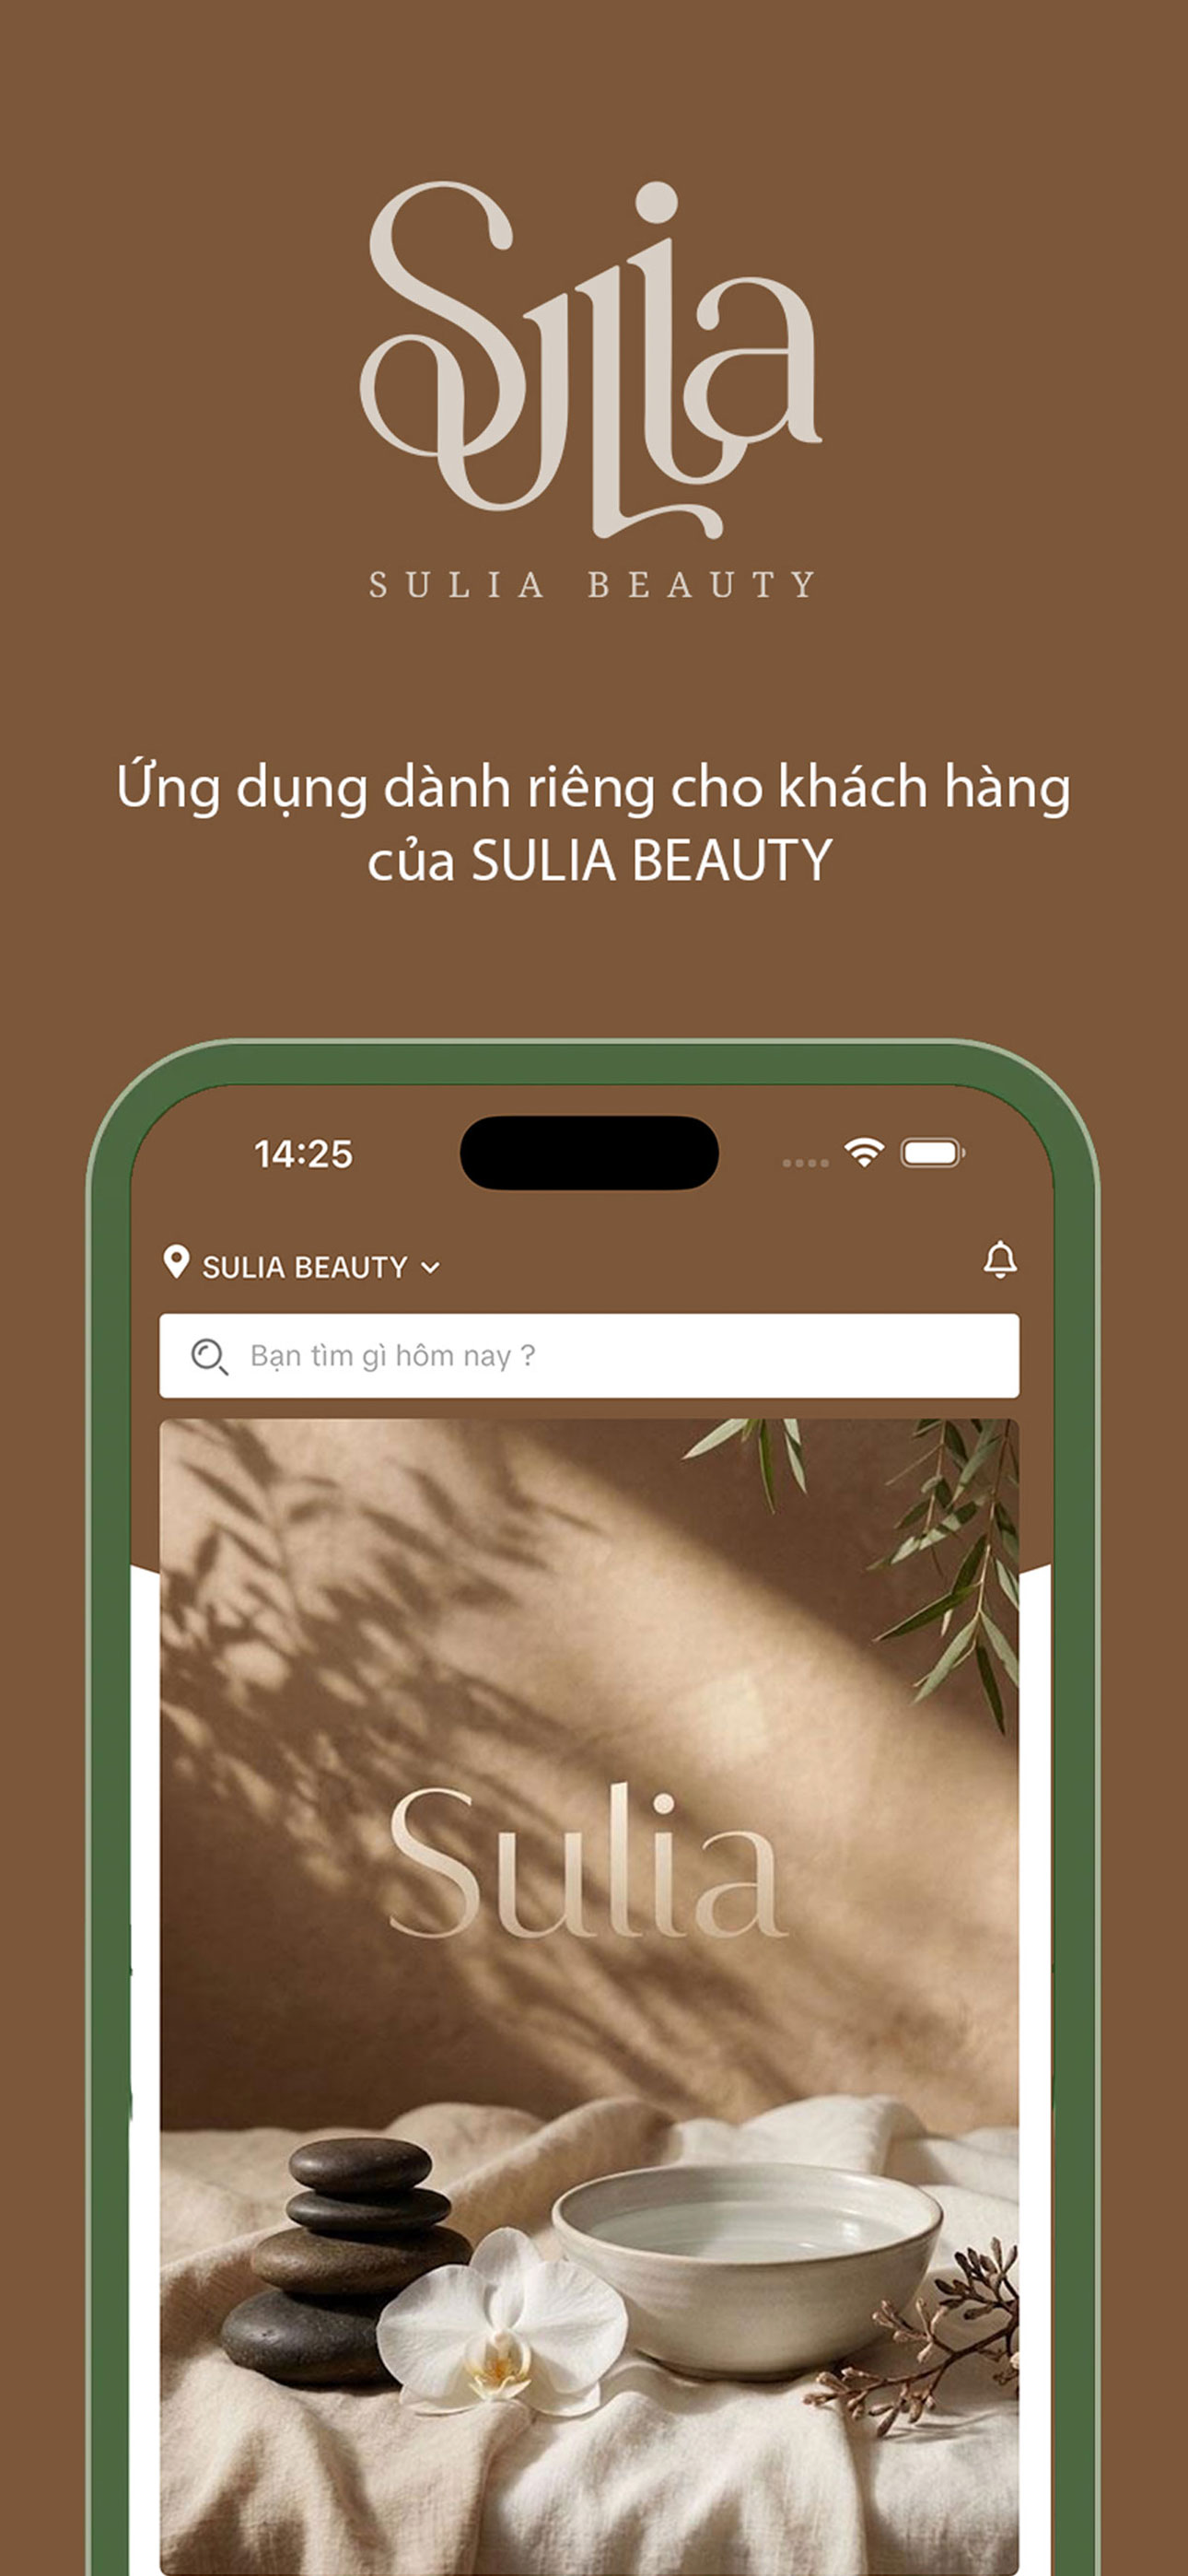 Sulia
SULIA BEAUTY
Ứng dụng dành riêng cho khách hàng
của SULIA BEAUTY
14:25
SULIA BEAUTY
Bạn tìm gì hôm nay ?
Sulia